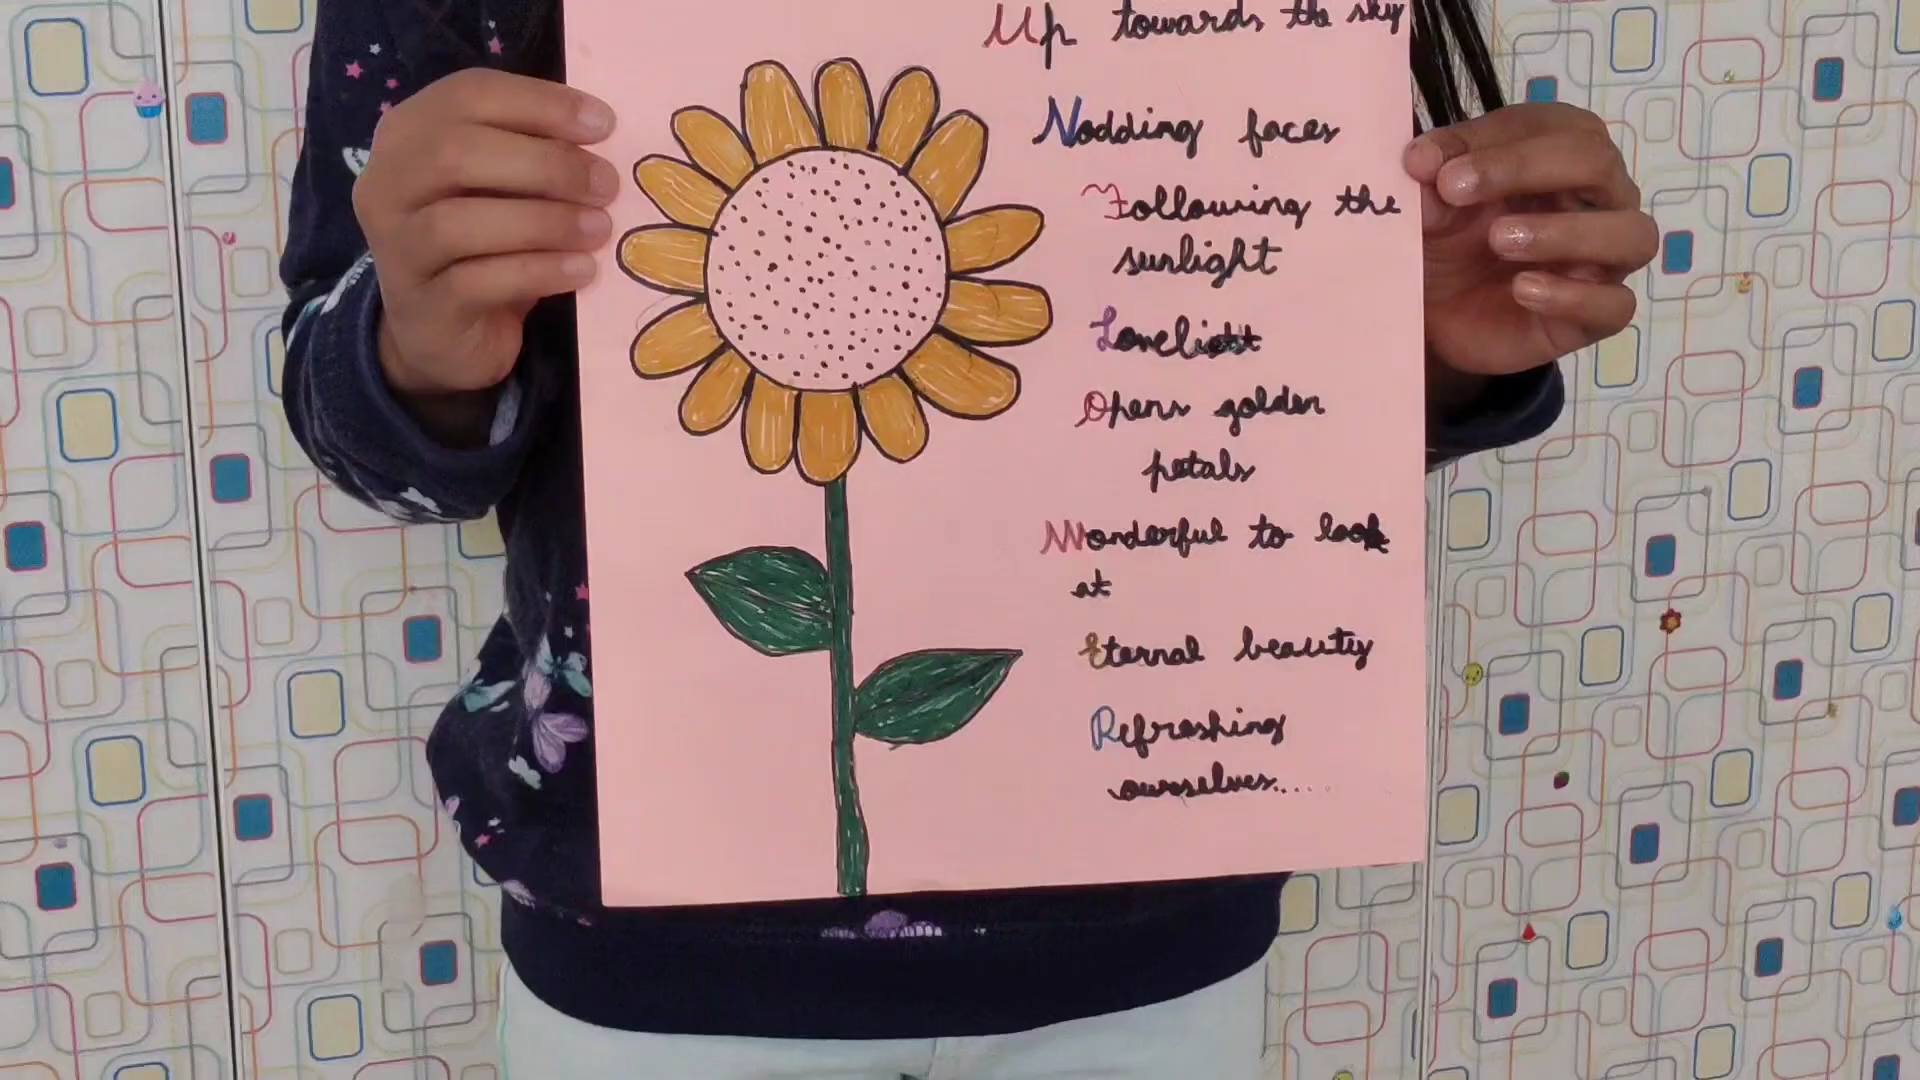 Up towards the sky
Nodding faces
Following the
sunlight
Loveliest
Opens golden
petals
Wonderful to look
at
Eternal beauty
Refreshing
ourselves....